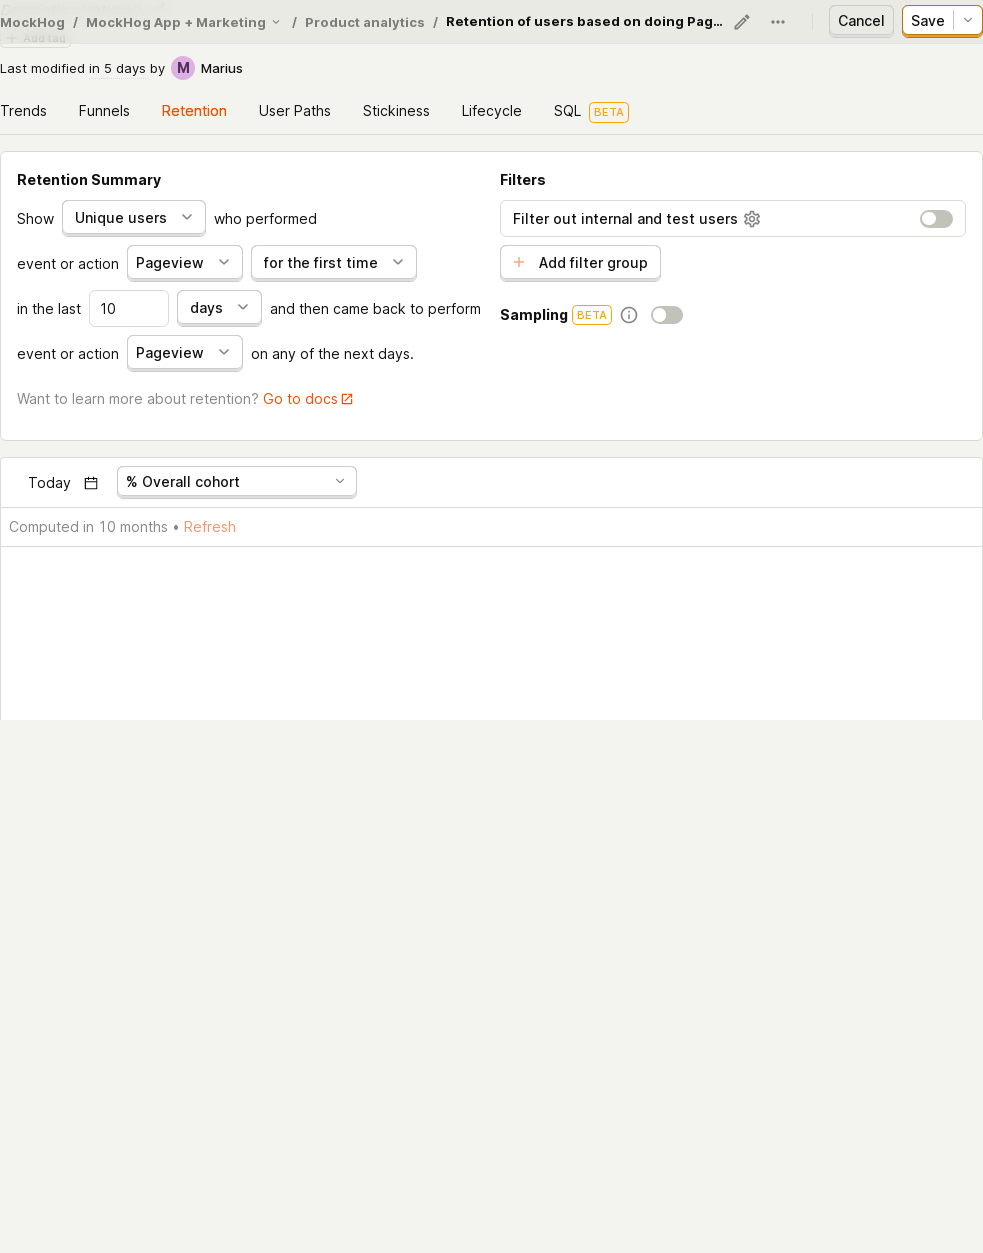 MockHog / MockHog App + Marketing / Product analytics / Retention of users based on doing Pag... Cancel Save
Add tag
Last modified in 5 days by M Marius
Trends Funnels Retention User Paths Stickiness Lifecycle SQL BETA
Retention Summary
Show Unique users who performed
event or action Pageview for the first time
in the last 10 days and then came back to perform
event or action Pageview on any of the next days.
Want to learn more about retention? Go to docs
Filters
Filter out internal and test users
Add filter group
Sampling BETA
Today % Overall cohort
Computed in 10 months • Refresh